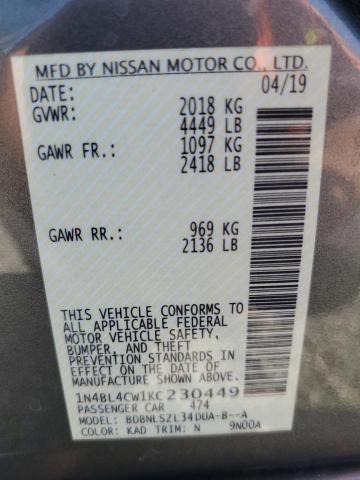 MFD BY NISSAN MOTOR CO., LTD.
DATE: 04/19
GVWR: 2018 KG
4449 LB
GAWR FR.: 1097 KG
2418 LB
GAWR RR.: 969 KG
2136 LB
THIS VEHICLE CONFORMS TO
ALL APPLICABLE FEDERAL
MOTOR VEHICLE SAFETY,
BUMPER, AND THEFT
PREVENTION STANDARDS IN
EFFECT ON THE DATE OF
MANUFACTURE SHOWN ABOVE.
1N4BL4CW1KC230449
PASSENGER CAR 474
MODEL: BDBNLSZL34DUA-B--A
COLOR: KAD TRIM: N 9N00A